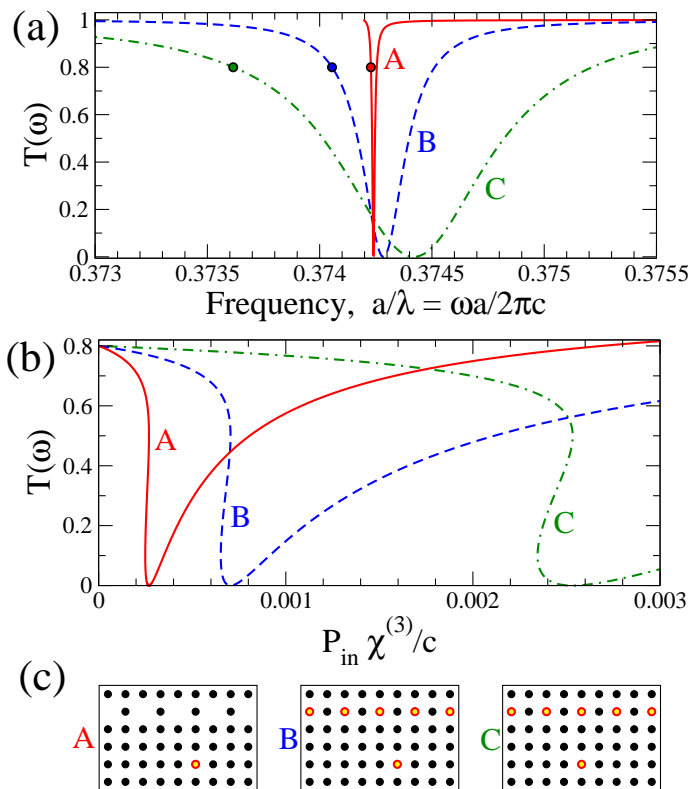 (a)
1
0.8
0.6
0.4
0.2
0
T(ω)
A
B
C
0.373 0.3735 0.374 0.3745 0.375 0.3755
Frequency, a/λ = ωa/2πc
(b)
0.8
0.6
0.4
0.2
0
T(ω)
A
B
C
0 0.001 0.002 0.003
P_in χ^(3)/c
(c)
A B C